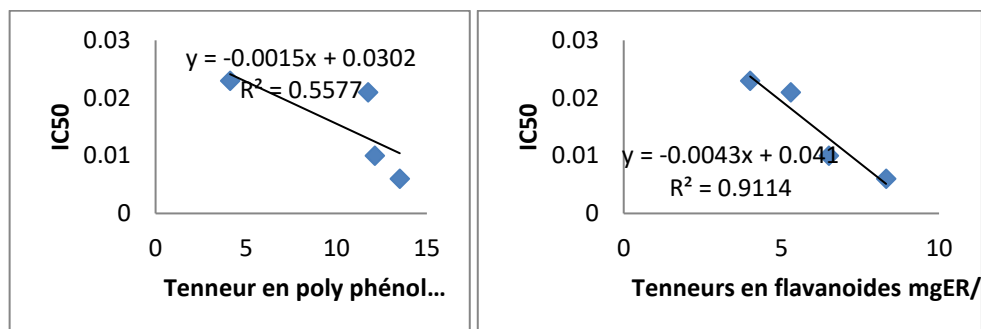 0.03
y = -0.0015x + 0.0302
R² = 0.5577
0.02
IC50
0.01
0
0 5 10 15
Tenneur en poly phénol...
0.03
0.02
IC50
0.01
y = -0.0043x + 0.041
R² = 0.9114
0
0 5 10
Tenneurs en flavanoides mgER/